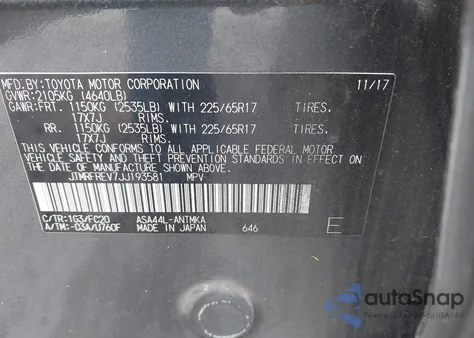 MFD.BY:TOYOTA MOTOR CORPORATION 11/17
GVWR:2105KG (4640LB)
GAWR:FRT. 1150KG (2535LB) WITH 225/65R17 TIRES.
17X7J RIMS.
RR. 1150KG (2535LB) WITH 225/65R17 TIRES.
17X7J RIMS.
THIS VEHICLE CONFORMS TO ALL APPLICABLE FEDERAL MOTOR
VEHICLE SAFETY AND THEFT PREVENTION STANDARDS IN EFFECT ON
THE DATE OF MANUFACTURE SHOWN ABOVE.
JTMRFREV7JJ193581 MPV
C/TR:1G3/FC20 ASA44L-ANTMKA
A/TM:-03A/U760F MADE IN JAPAN 646 E
autoSnap